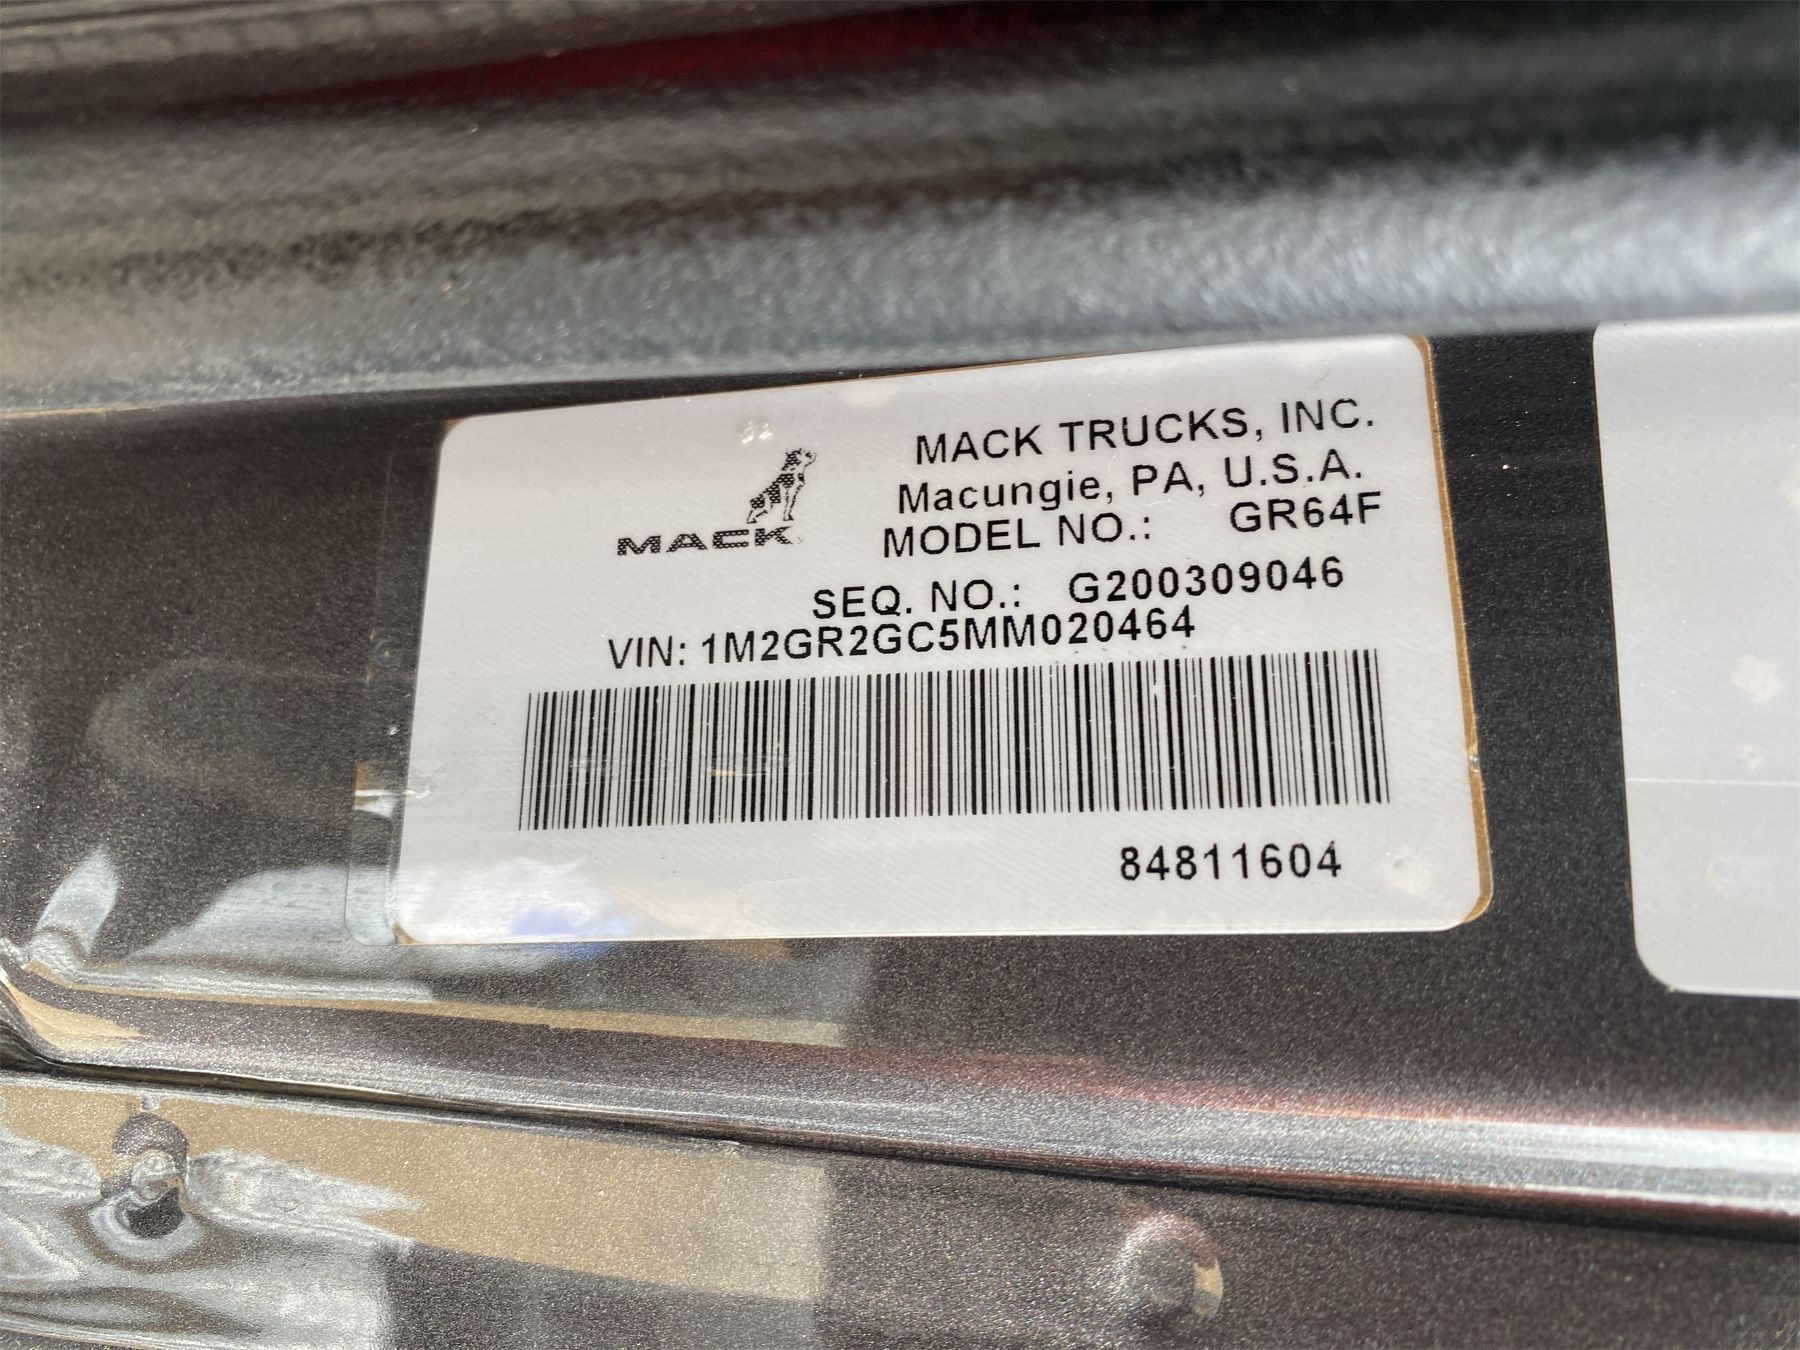 MACK
MACK TRUCKS, INC.
Macungie, PA, U.S.A.
MODEL NO.: GR64F
SEQ. NO.: G200309046
VIN: 1M2GR2GC5MM020464
84811604